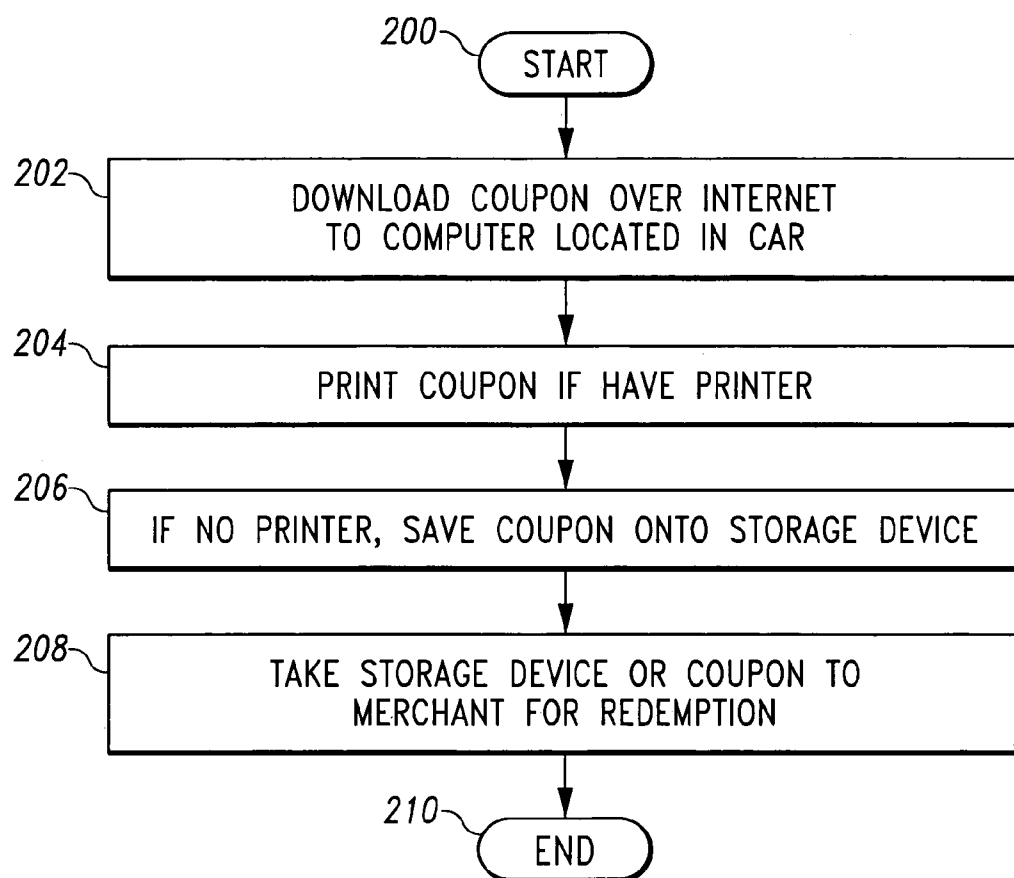 200
START
202
DOWNLOAD COUPON OVER INTERNET
TO COMPUTER LOCATED IN CAR
204
PRINT COUPON IF HAVE PRINTER
206
IF NO PRINTER, SAVE COUPON ONTO STORAGE DEVICE
208
TAKE STORAGE DEVICE OR COUPON TO
MERCHANT FOR REDEMPTION
210
END